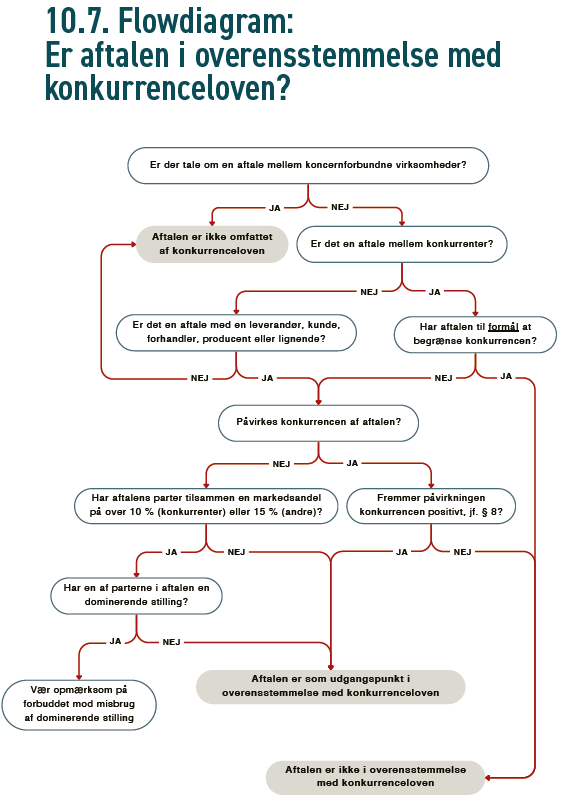 10.7. Flowdiagram:
Er aftalen i overensstemmelse med
konkurrenceloven?
Er der tale om en aftale mellem koncernforbundne virksomheder?
JA
NEJ
Aftalen er ikke omfattet
af konkurrenceloven
Er det en aftale mellem konkurrenter?
NEJ
JA
Er det en aftale med en leverandør, kunde,
forhandler, producent eller lignende?
Har aftalen til formål at
begrænse konkurrencen?
NEJ
JA
NEJ
JA
Påvirkes konkurrencen af aftalen?
NEJ
JA
Har aftalens parter tilsammen en markedsandel
på over 10 % (konkurrenter) eller 15 % (andre)?
Fremmer påvirkningen
konkurrencen positivt, jf. § 8?
JA
NEJ
JA
NEJ
Har en af parterne i aftalen en
dominerende stilling?
JA
NEJ
Vær opmærksom på
forbuddet mod misbrug
af dominerende stilling
Aftalen er som udgangspunkt i
overensstemmelse med konkurrenceloven
Aftalen er ikke i overensstemmelse
med konkurrenceloven